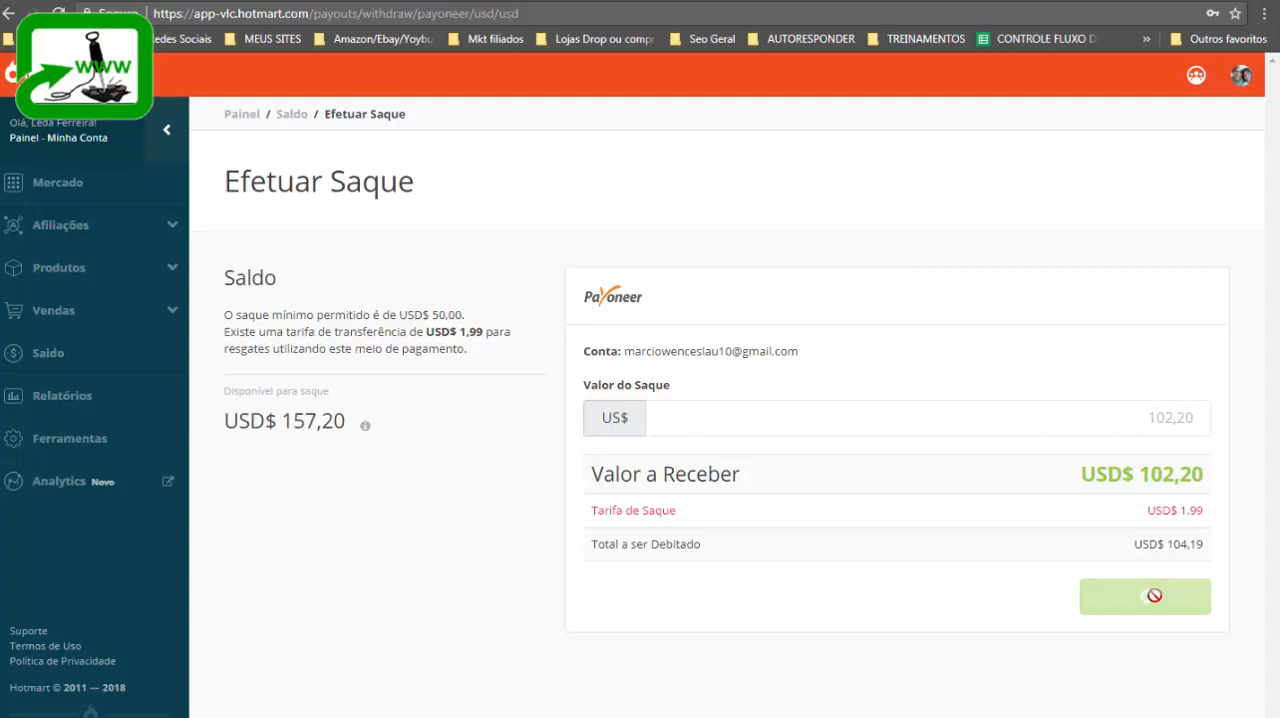 https://app-vlc.hotmart.com/payouts/withdraw/payoneer/usd/usd
edes Sociais MEUS SITES Amazon/Ebay/Yoybu Mkt filiados Lojas Drop ou compr Seo Geral AUTORESPONDER TREINAMENTOS CONTROLE FLUXO D » Outros favoritos
www
Olá, Leda Ferreira!
Painel - Minha Conta
Painel / Saldo / Efetuar Saque
Efetuar Saque
Mercado
Afiliações
Produtos
Vendas
Saldo
Relatórios
Ferramentas
Analytics Novo
Suporte
Termos de Uso
Política de Privacidade
Hotmart © 2011 — 2018
Saldo
O saque mínimo permitido é de USD$ 50,00.
Existe uma tarifa de transferência de USD$ 1,99 para
resgates utilizando este meio de pagamento.
Disponível para saque
USD$ 157,20
Payoneer
Conta: marciowenceslau10@gmail.com
Valor do Saque
US$ 102,20
Valor a Receber USD$ 102,20
Tarifa de Saque USD$ 1,99
Total a ser Debitado USD$ 104,19